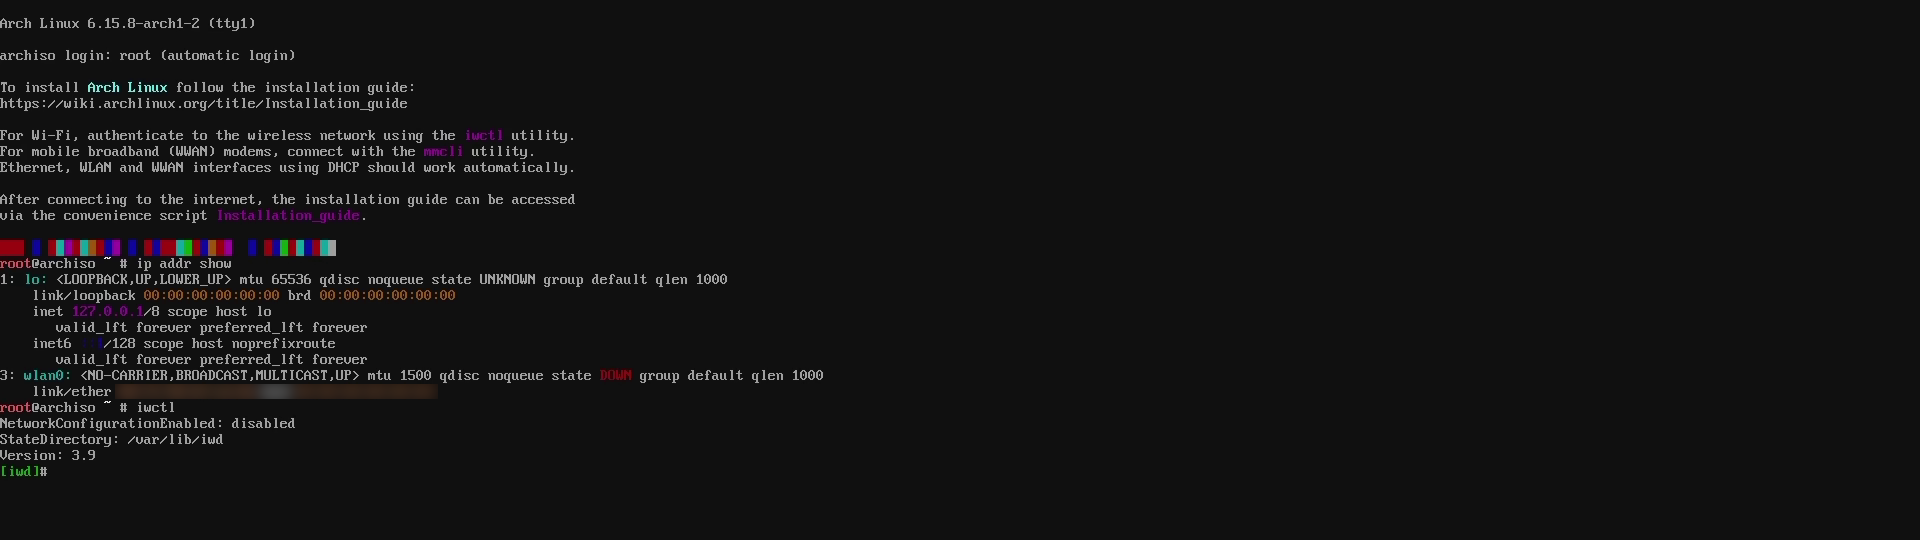 Arch Linux 6.15.8-arch1-2 (tty1)
archiso login: root (automatic login)
To install Arch Linux follow the installation guide:
https://wiki.archlinux.org/title/Installation_guide
For Wi-Fi, authenticate to the wireless network using the iwctl utility.
For mobile broadband (WWAN) modems, connect with the mmcli utility.
Ethernet, WLAN and WWAN interfaces using DHCP should work automatically.
After connecting to the internet, the installation guide can be accessed
via the convenience script Installation_guide.
root@archiso ~ # ip addr show
1: lo: <LOOPBACK,UP,LOWER_UP> mtu 65536 qdisc noqueue state UNKNOWN group default qlen 1000
link/loopback 00:00:00:00:00:00 brd 00:00:00:00:00:00
inet 127.0.0.1/8 scope host lo
valid_lft forever preferred_lft forever
inet6 ::1/128 scope host noprefixroute
valid_lft forever preferred_lft forever
3: wlan0: <NO-CARRIER,BROADCAST,MULTICAST,UP> mtu 1500 qdisc noqueue state DOWN group default qlen 1000
link/ether
root@archiso ~ # iwctl
NetworkConfigurationEnabled: disabled
StateDirectory: /var/lib/iwd
Version: 3.9
[iwd]#